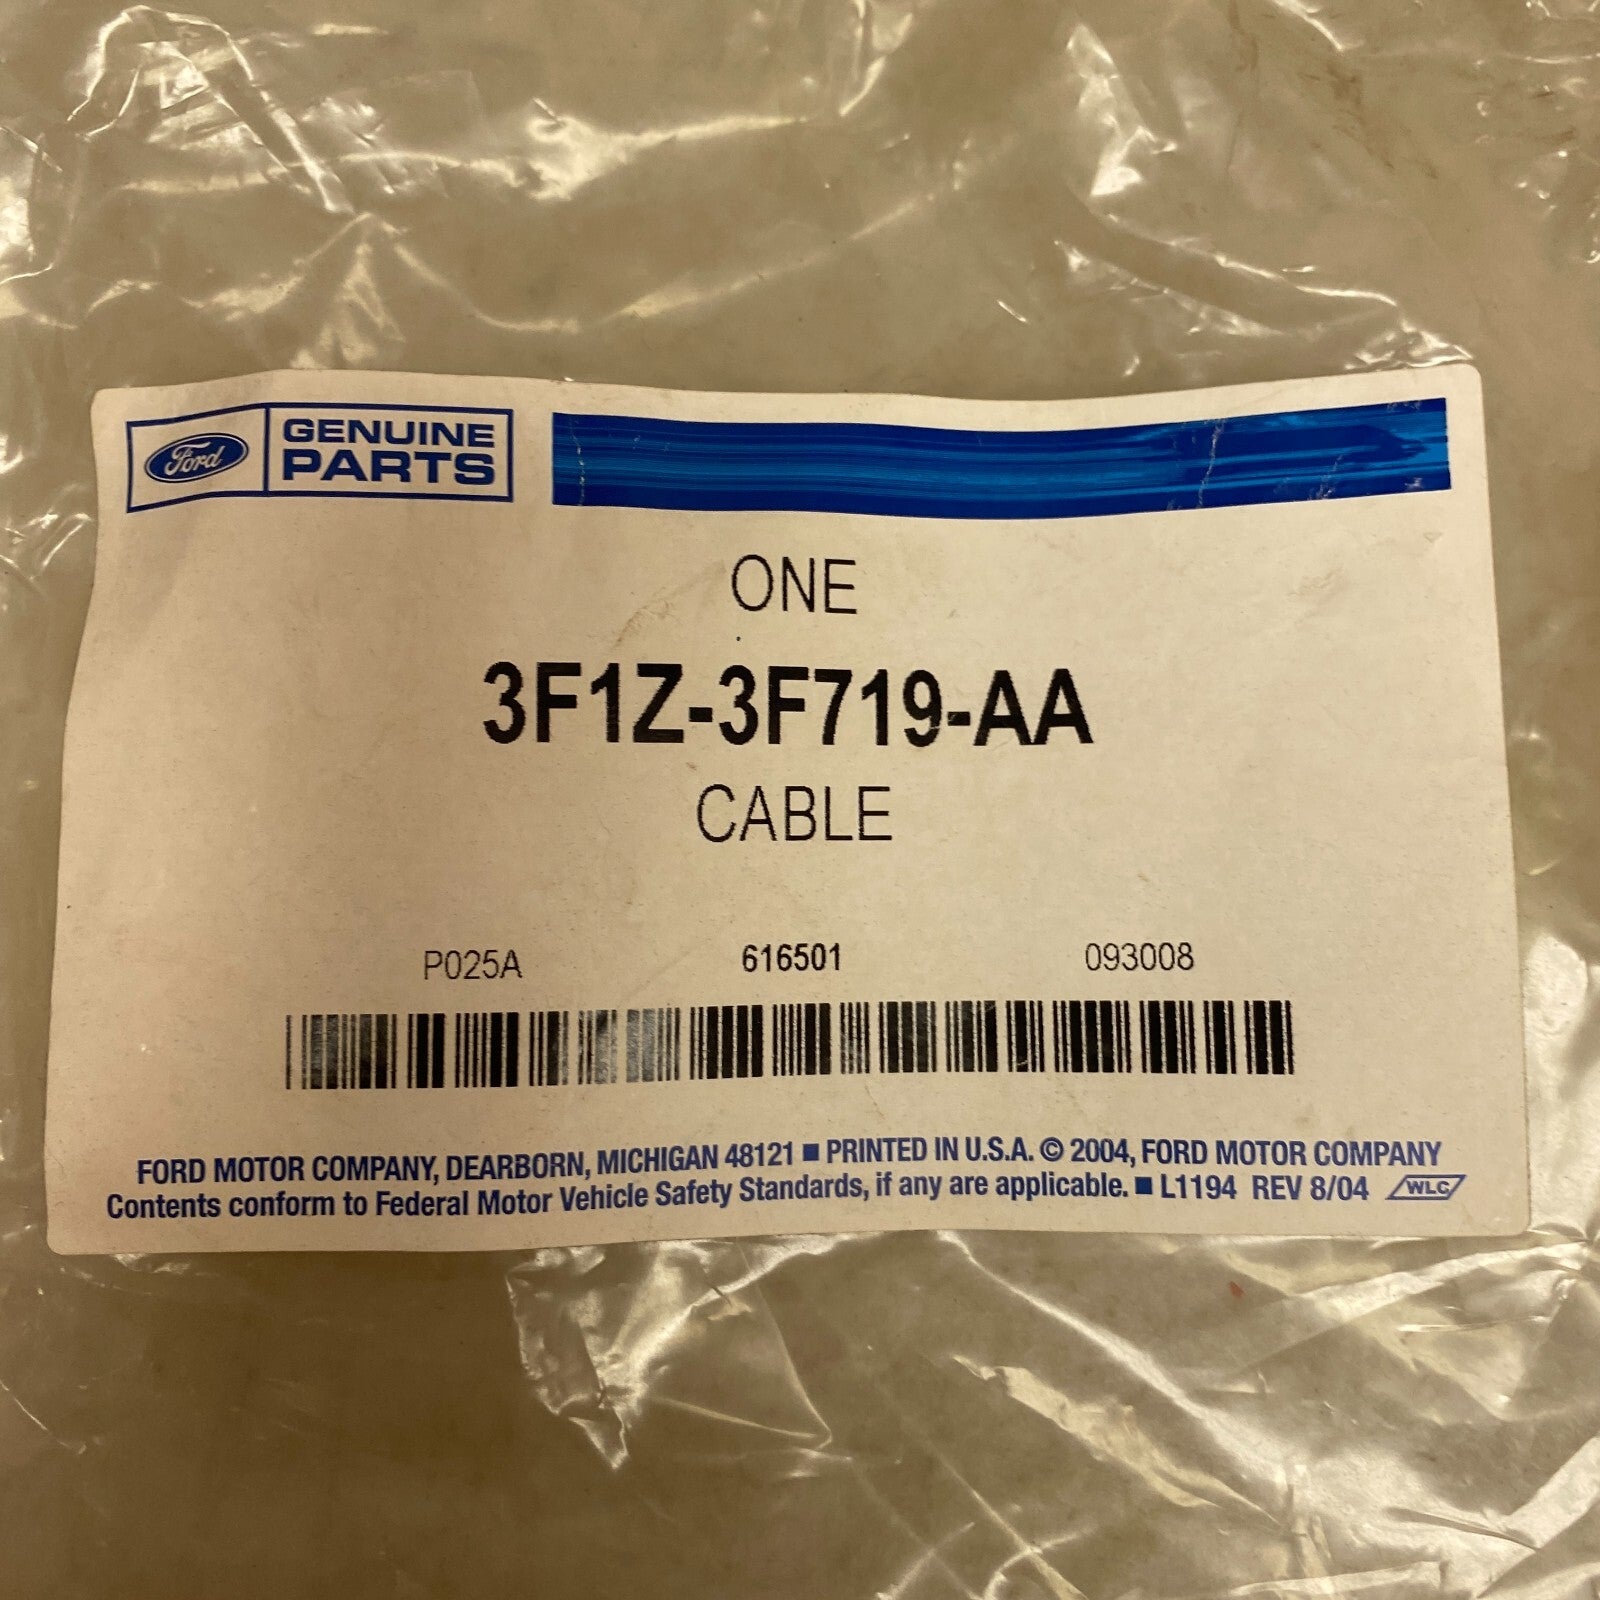 Ford GENUINE
PARTS
ONE
3F1Z-3F719-AA
CABLE
P025A 616501 093008
FORD MOTOR COMPANY, DEARBORN, MICHIGAN 48121 ■ PRINTED IN U.S.A. © 2004, FORD MOTOR COMPANY
Contents conform to Federal Motor Vehicle Safety Standards, if any are applicable. ■ L1194 REV 8/04 WLC